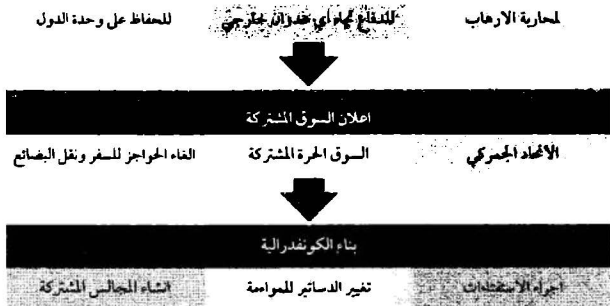 لمحاربة الارهاب للدفاع تجاه أي عدوان خارجي للحفاظ على وحدة الدول
اعلان السوق المشتركة
الاتحاد الجمركي السوق الحرة المشتركة الغاء الحواجز للسفر ونقل البضائع
بناء الكونفدرالية
اجراء الاستفتاءات تغيير الدساتير للمواءمة انشاء المجالس المشتركة